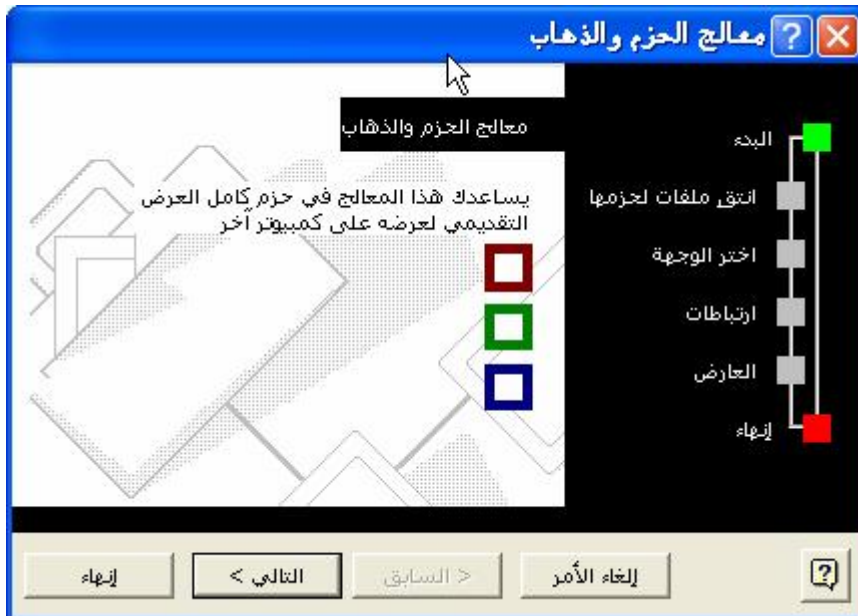 معالج الحزم والذهاب
معالج الحزم والذهاب
يساعدك هذا المعالج في حزم كامل العرض
التقديمي لعرضه على كمبيوتر آخر
البدء
انتق ملفات لحزمها
اختر الوجهة
ارتباطات
العارض
إنهاء
إلغاء الأمر
< السابق
التالي >
إنهاء